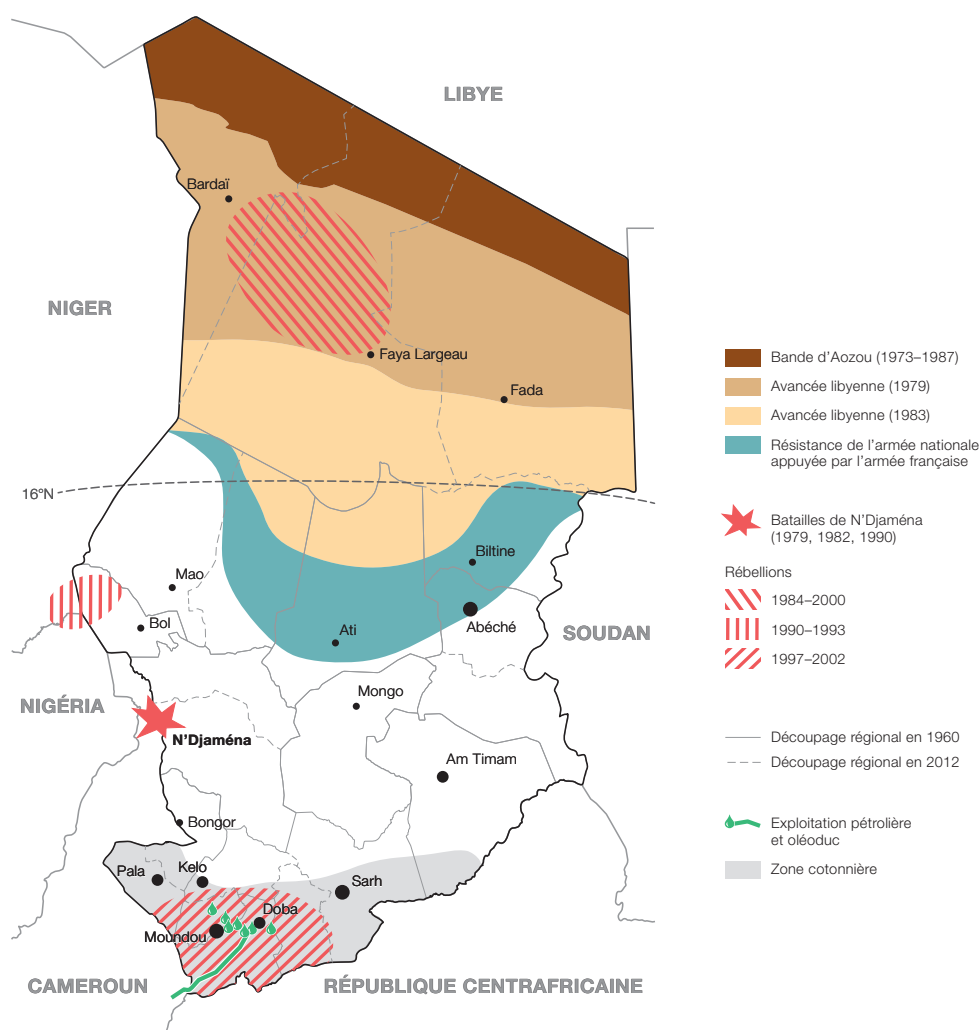 LIBYE
Bardaï
NIGER
Faya Largeau
Fada
16°N
Biltine
Mao
Bol
Abéché
Ati
SOUDAN
Mongo
NIGÉRIA
N'Djaména
Am Timam
Bongor
Kelo
Pala
Sarh
Doba
Moundou
CAMEROUN
RÉPUBLIQUE CENTRAFRICAINE
Bande d'Aozou (1973–1987)
Avancée libyenne (1979)
Avancée libyenne (1983)
Résistance de l'armée nationale
appuyée par l'armée française
Batailles de N'Djaména
(1979, 1982, 1990)
Rébellions
1984–2000
1990–1993
1997–2002
Découpage régional en 1960
Découpage régional en 2012
Exploitation pétrolière
et oléoduc
Zone cotonnière